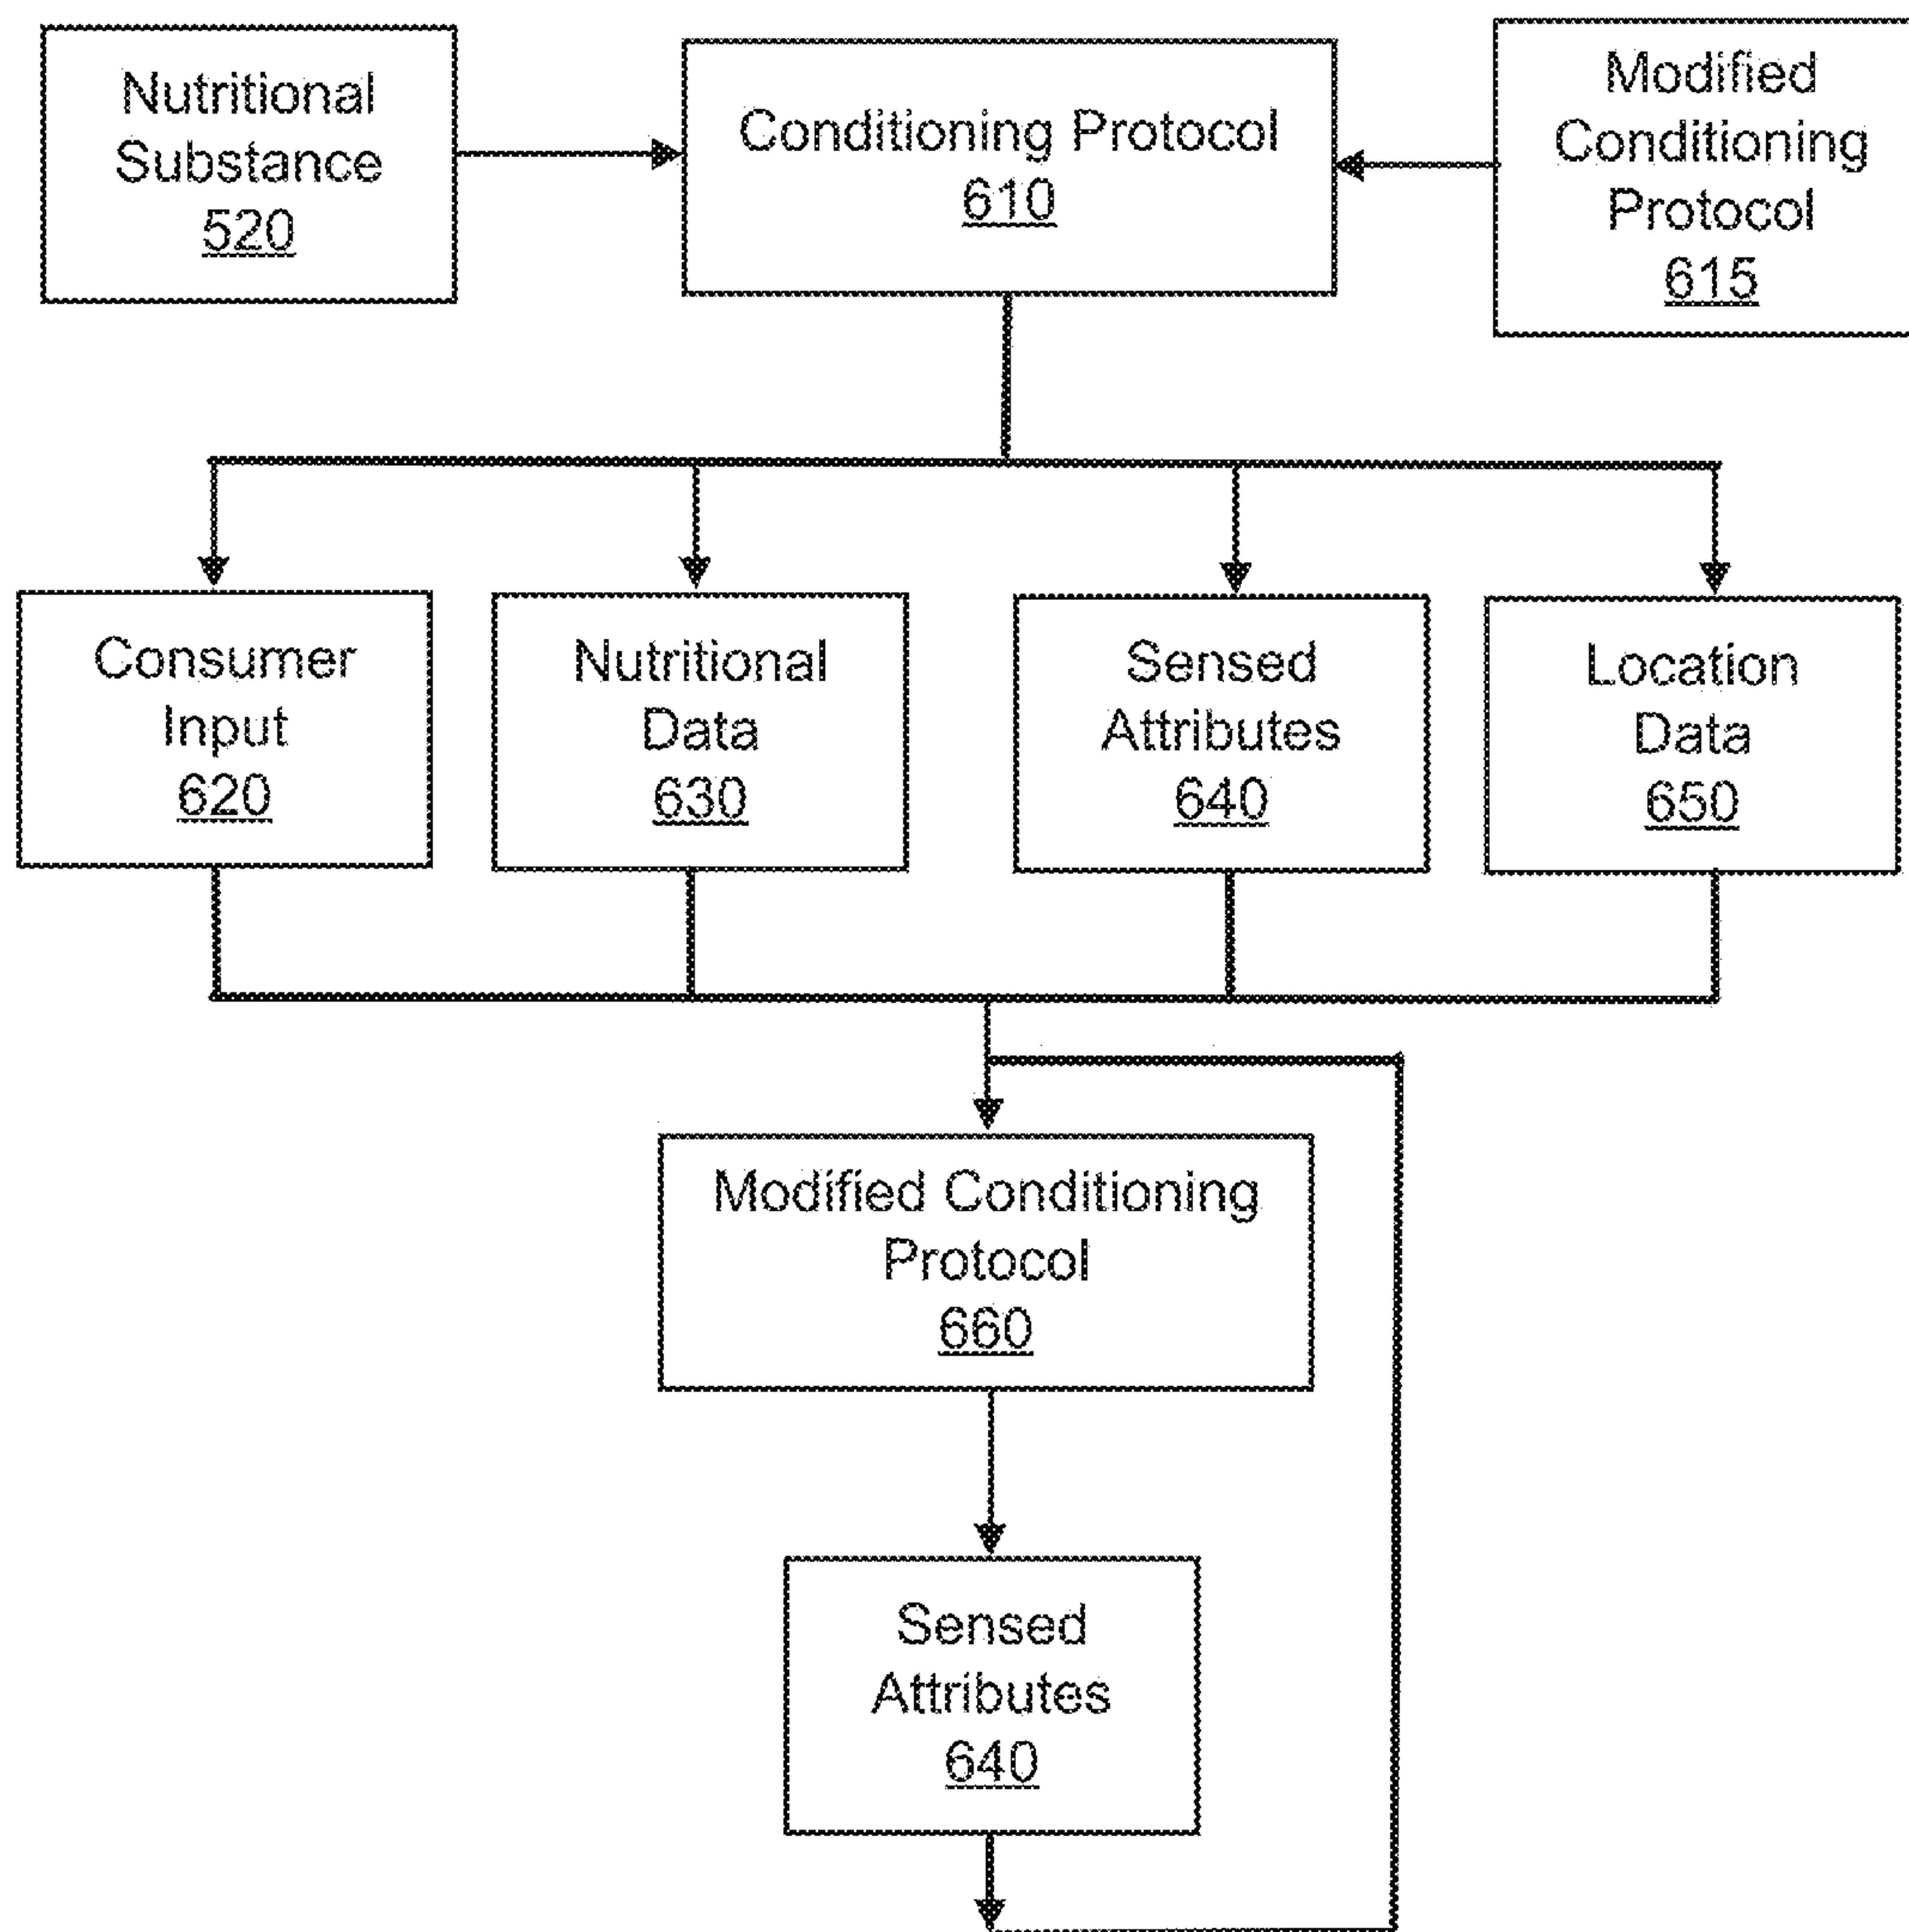 Nutritional
Substance
520
Conditioning Protocol
610
Modified
Conditioning
Protocol
615
Consumer
Input
620
Nutritional
Data
630
Sensed
Attributes
640
Location
Data
650
Modified Conditioning
Protocol
660
Sensed
Attributes
640